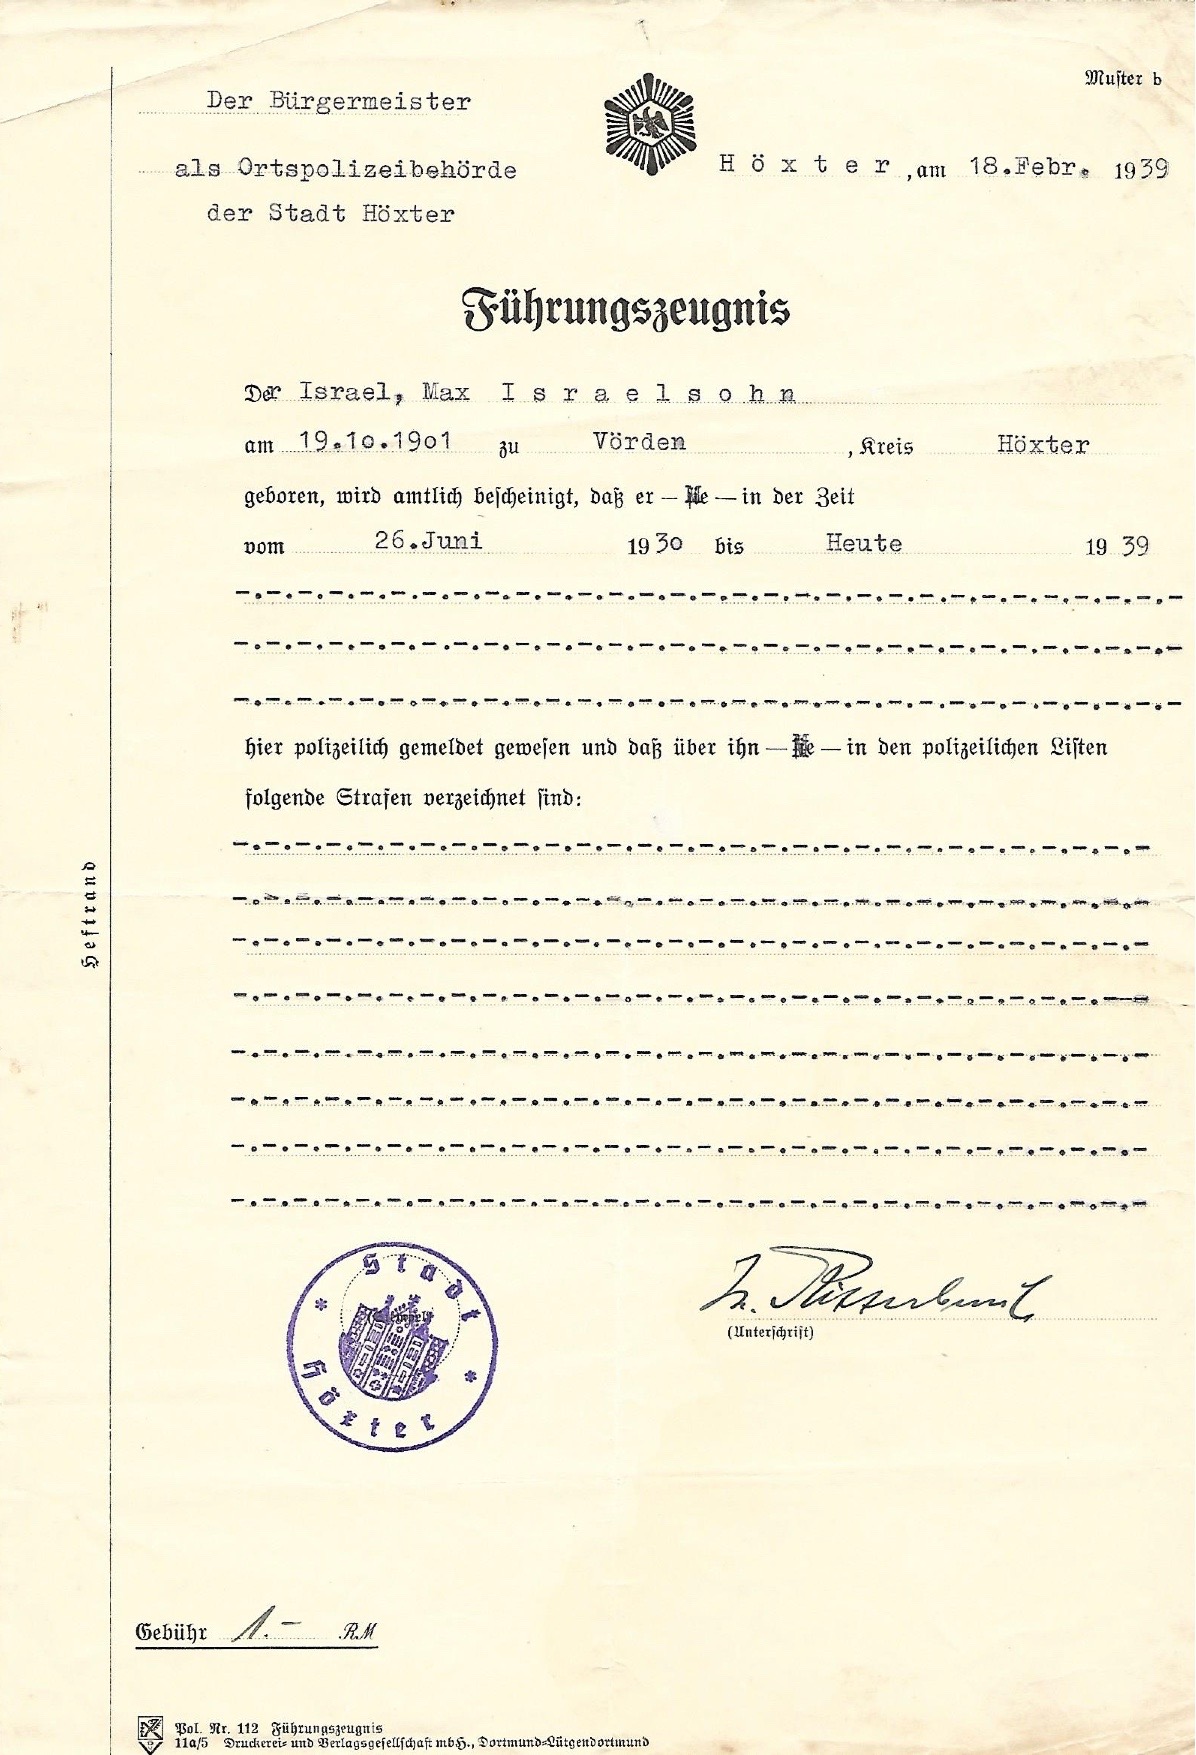 Muster b
Der Bürgermeister
als Ortspolizeibehörde
der Stadt Höxter
Höxter, am 18.Febr. 1939
Führungszeugnis
Der Israel, Max Israelsohn
am 19.10.1901 zu Vörden, Kreis Höxter
geboren, wird amtlich bescheinigt, daß er — — in der Zeit
vom 26.Juni 1930 bis Heute 1939
hier polizeilich gemeldet gewesen und daß über ihn — — in den polizeilichen Listen
folgende Strafen verzeichnet sind:
Heftrand
Stadt
Höxter
(Unterschrift)
Gebühr 1.- RM
Pol. Nr. 112 Führungszeugnis
11a/5 Druckerei- und Verlagsgesellschaft mbH., Dortmund-Lütgendortmund